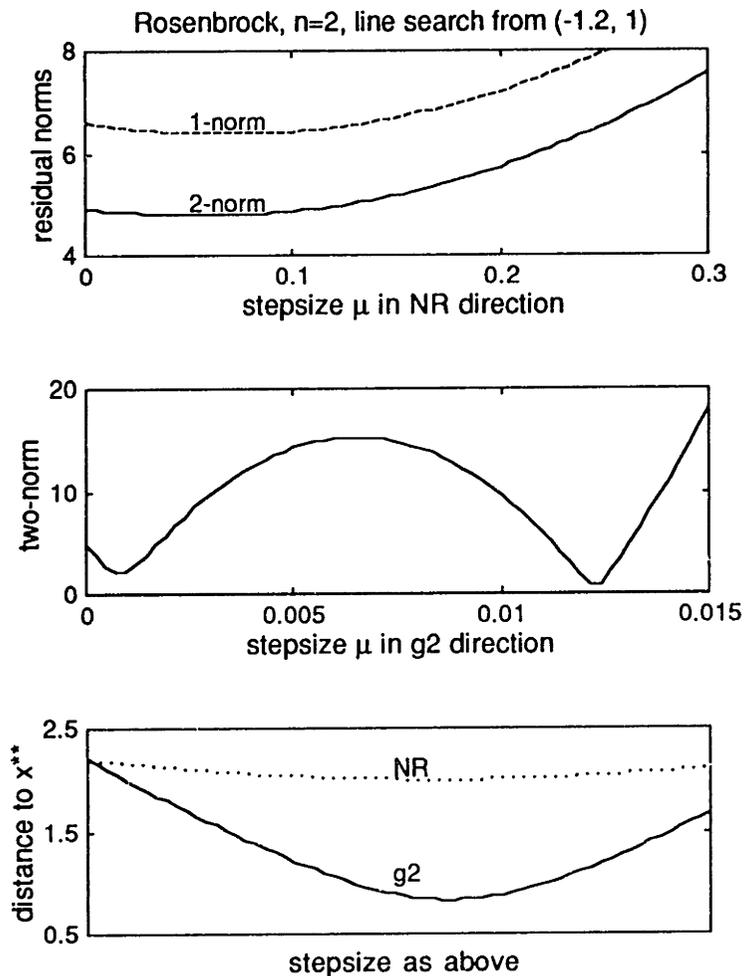 Rosenbrock, n=2, line search from (-1.2, 1)
8
6
4
residual norms
1-norm
2-norm
0 0.1 0.2 0.3
stepsize μ in NR direction
20
10
0
two-norm
0 0.005 0.01 0.015
stepsize μ in g2 direction
2.5
1.5
0.5
distance to x**
NR
g2
stepsize as above